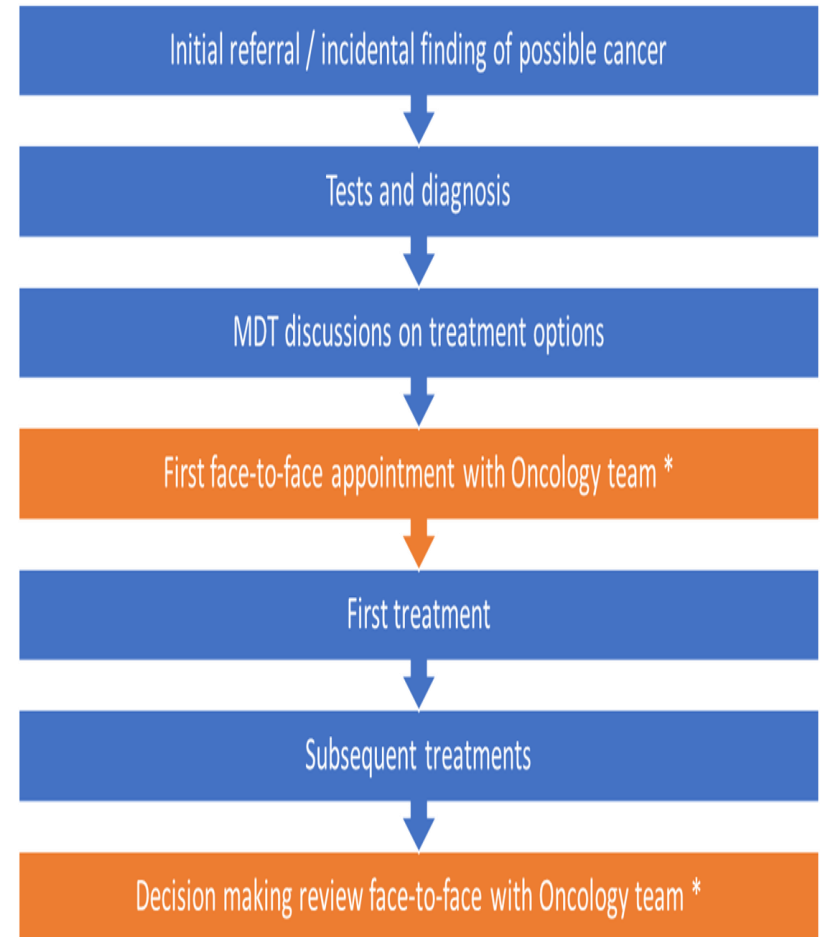 Initial referral / incidental finding of possible cancer
Tests and diagnosis
MDT discussions on treatment options
First face-to-face appointment with Oncology team *
First treatment
Subsequent treatments
Decision making review face-to-face with Oncology team *